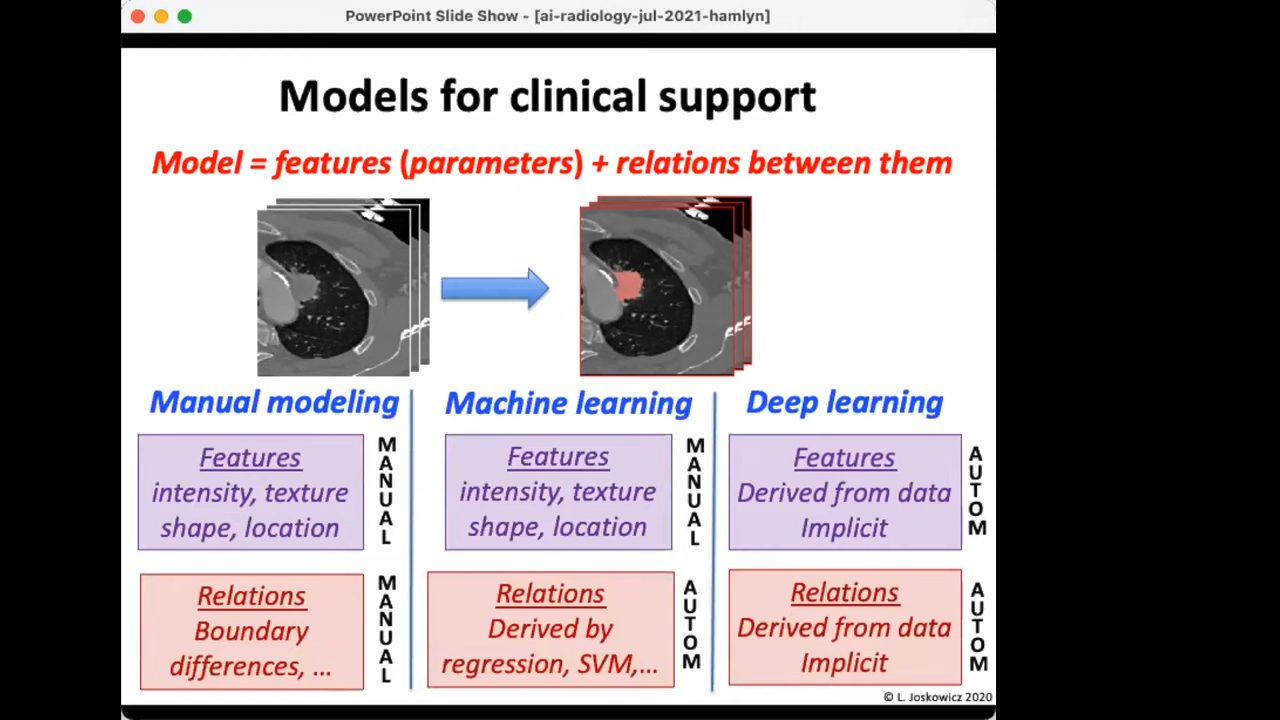 PowerPoint Slide Show - [ai-radiology-jul-2021-hamlyn]
Models for clinical support
Model = features (parameters) + relations between them
Manual modeling
Features
intensity, texture
shape, location
MANUAL
Relations
Boundary
differences, ...
MANUAL
Machine learning
Features
intensity, texture
shape, location
MANUAL
Relations
Derived by
regression, SVM,...
AUTOM
Deep learning
Features
Derived from data
Implicit
AUTOM
Relations
Derived from data
Implicit
AUTOM
© L. Joskowicz 2020